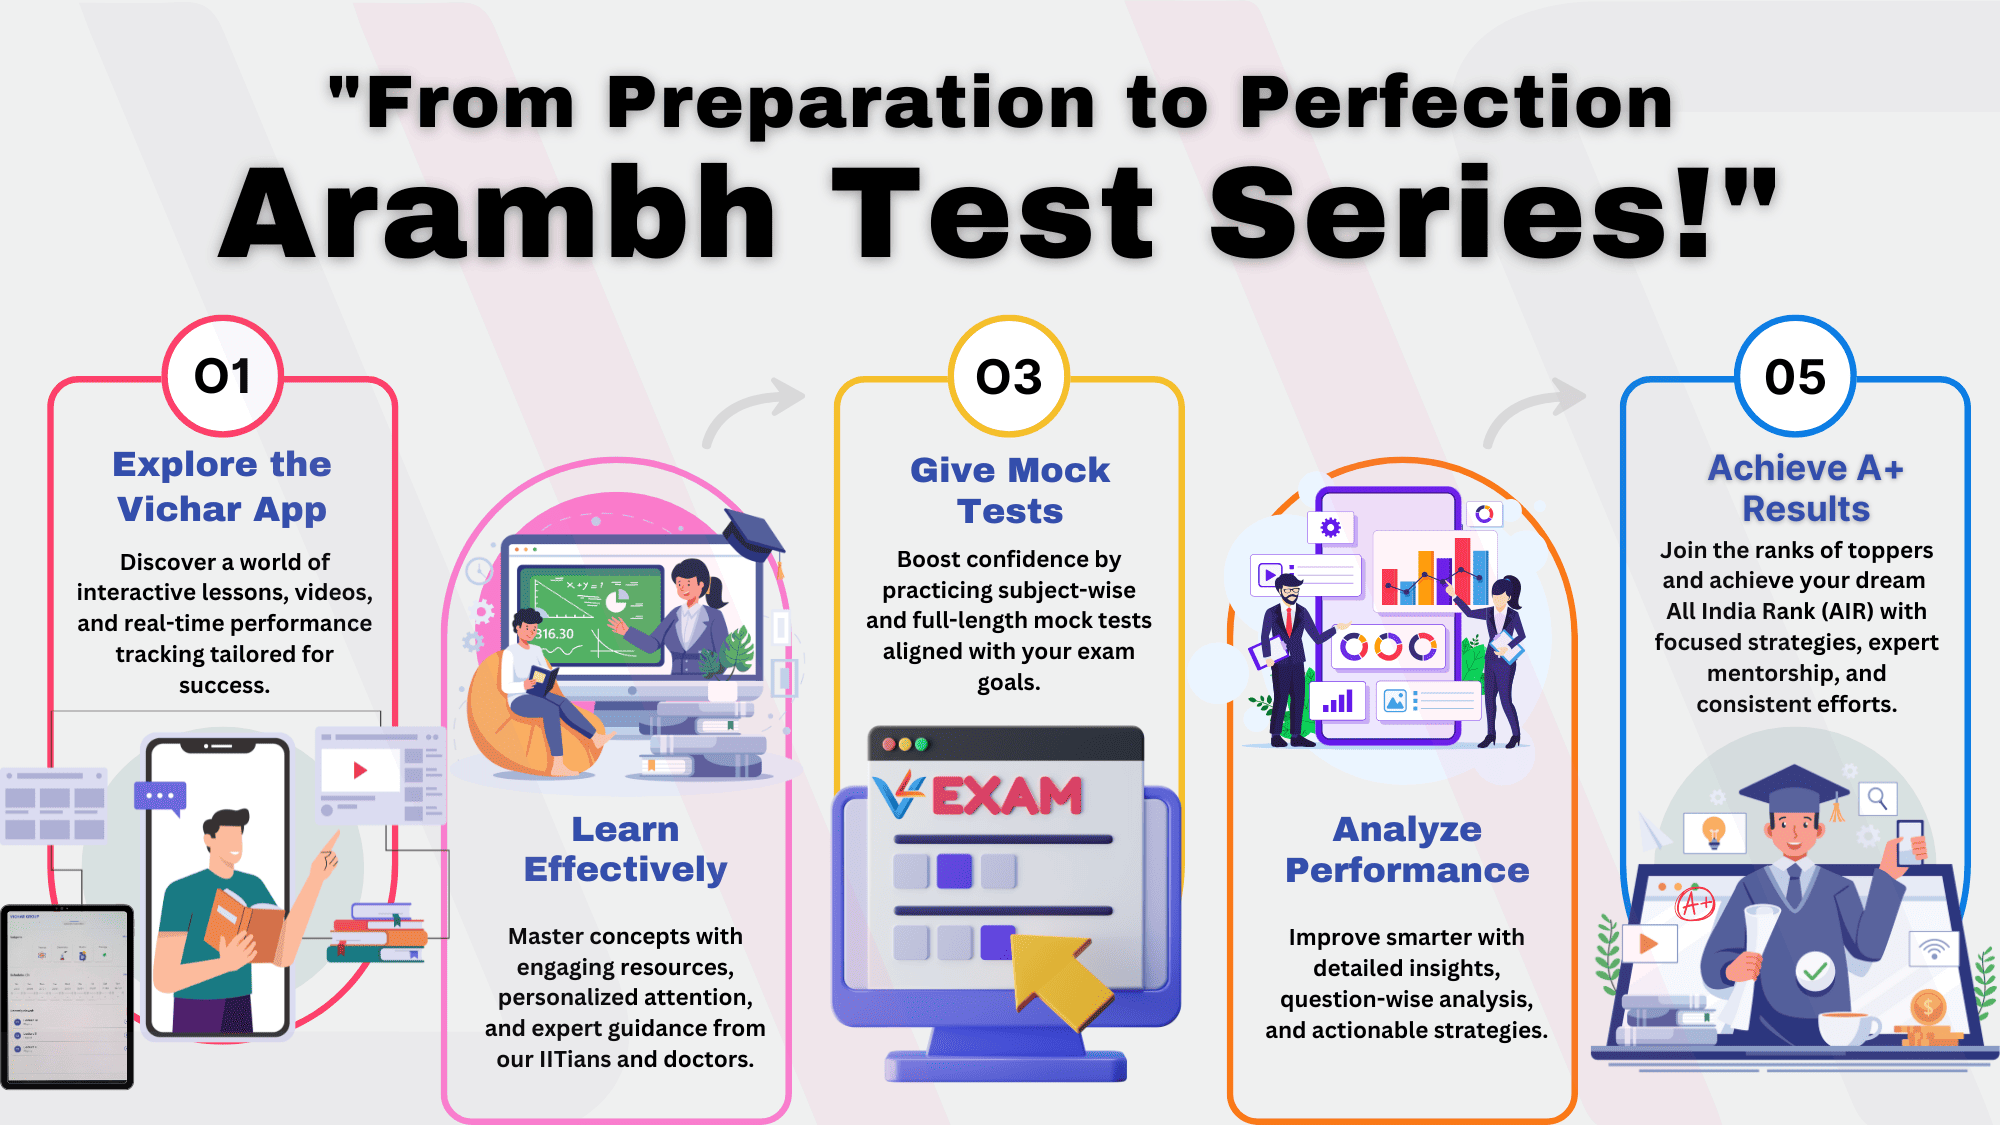 "From Preparation to Perfection
Arambh Test Series!"
01
Explore the
Vichar App
Discover a world of
interactive lessons, videos,
and real-time performance
tracking tailored for
success.
Learn
Effectively
Master concepts with
engaging resources,
personalized attention,
and expert guidance from
our IITians and doctors.
03
Give Mock
Tests
Boost confidence by
practicing subject-wise
and full-length mock tests
aligned with your exam
goals.
EXAM
Analyze
Performance
Improve smarter with
detailed insights,
question-wise analysis,
and actionable strategies.
05
Achieve A+
Results
Join the ranks of toppers
and achieve your dream
All India Rank (AIR) with
focused strategies, expert
mentorship, and
consistent efforts.
A+